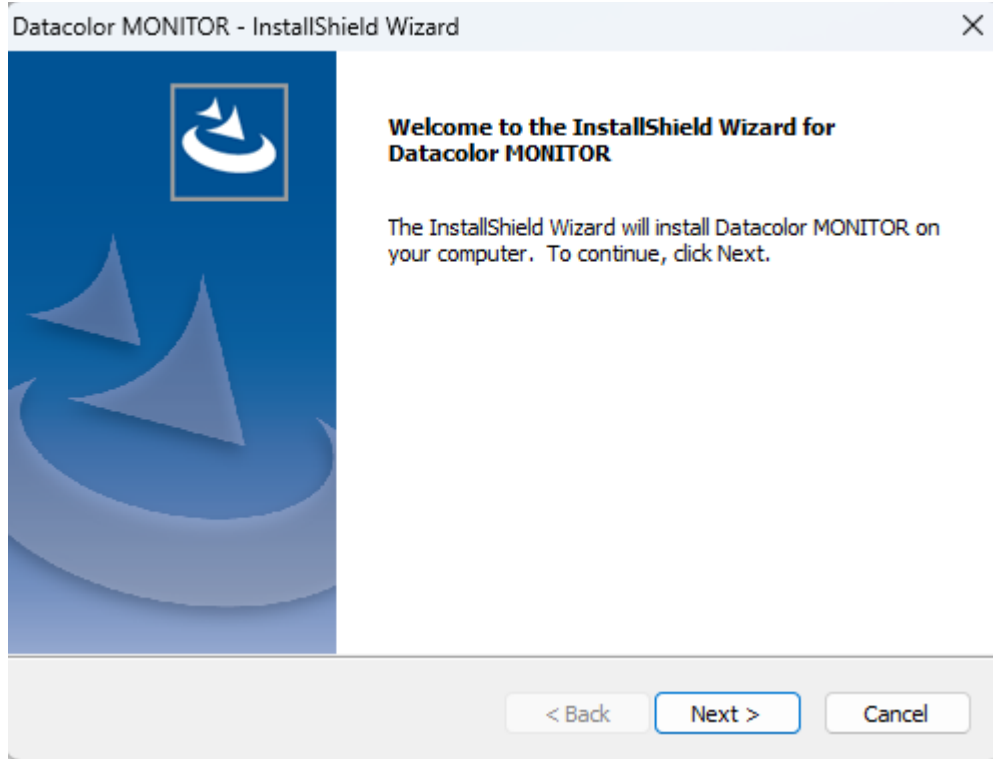 Datacolor MONITOR - InstallShield Wizard
Welcome to the InstallShield Wizard for
Datacolor MONITOR
The InstallShield Wizard will install Datacolor MONITOR on
your computer.  To continue, click Next.
< Back
Next >
Cancel